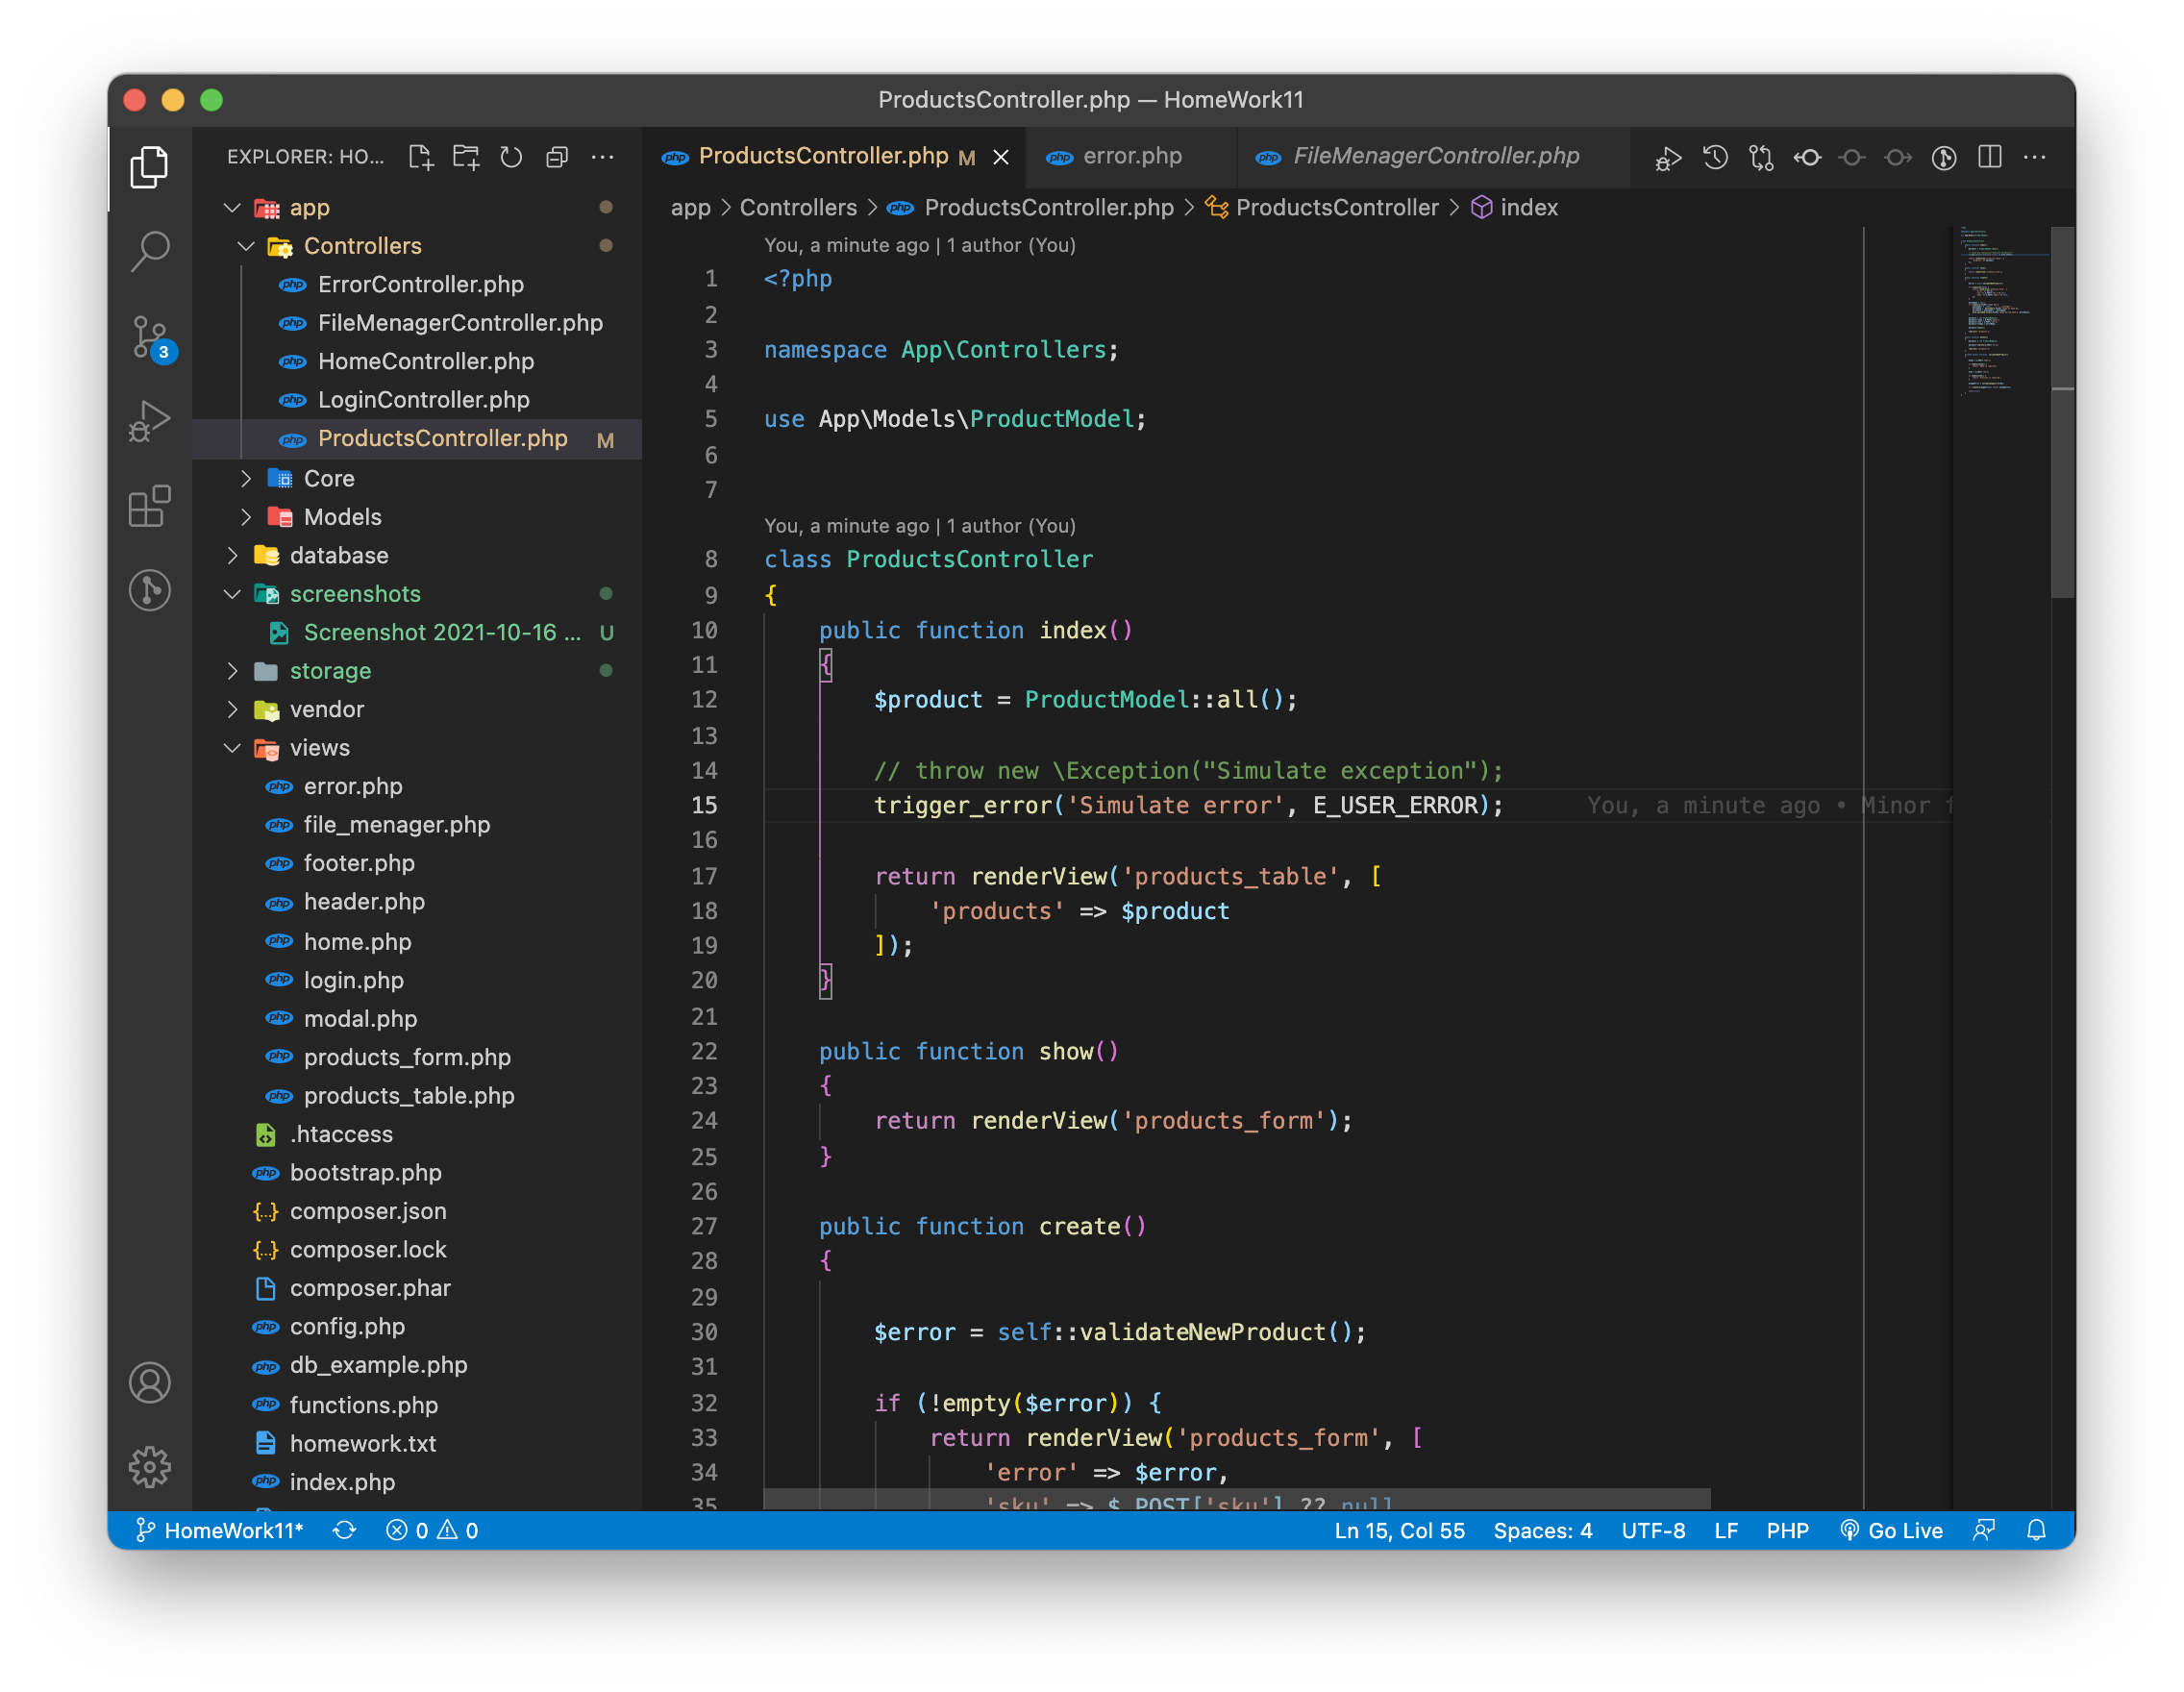 ProductsController.php — HomeWork11
EXPLORER: HO...
ProductsController.php M
error.php
FileMenagerController.php
app > Controllers > ProductsController.php > ProductsController > index
app
Controllers
ErrorController.php
FileMenagerController.php
HomeController.php
LoginController.php
ProductsController.php M
Core
Models
database
screenshots
Screenshot 2021-10-16 ... U
storage
vendor
views
error.php
file_menager.php
footer.php
header.php
home.php
login.php
modal.php
products_form.php
products_table.php
.htaccess
bootstrap.php
composer.json
composer.lock
composer.phar
config.php
db_example.php
functions.php
homework.txt
index.php
3
You, a minute ago | 1 author (You)
1 <?php
2
3 namespace App\Controllers;
4
5 use App\Models\ProductModel;
6
7
You, a minute ago | 1 author (You)
8 class ProductsController
9 {
10     public function index()
11     {
12         $product = ProductModel::all();
13
14         // throw new \Exception("Simulate exception");
15         trigger_error('Simulate error', E_USER_ERROR);      You, a minute ago • Minor
16
17         return renderView('products_table', [
18             'products' => $product
19         ]);
20     }
21
22     public function show()
23     {
24         return renderView('products_form');
25     }
26
27     public function create()
28     {
29
30         $error = self::validateNewProduct();
31
32         if (!empty($error)) {
33             return renderView('products_form', [
34                 'error' => $error,
35                 'sku' => $_POST['sku'] ?? null
HomeWork11* 0 0 Ln 15, Col 55 Spaces: 4 UTF-8 LF PHP Go Live